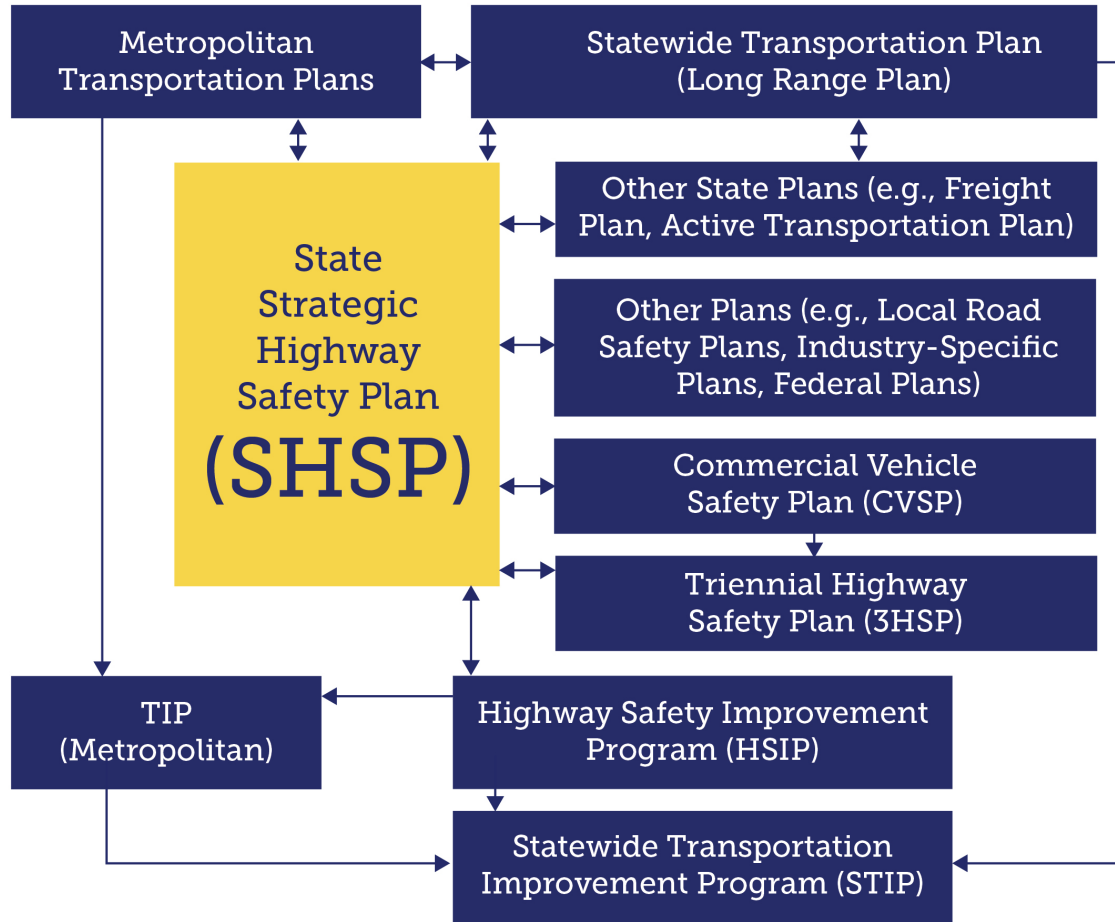 Metropolitan
Transportation Plans
Statewide Transportation Plan
(Long Range Plan)
Other State Plans (e.g., Freight
Plan, Active Transportation Plan)
State
Strategic
Highway
Safety Plan
(SHSP)
Other Plans (e.g., Local Road
Safety Plans, Industry-Specific
Plans, Federal Plans)
Commercial Vehicle
Safety Plan (CVSP)
Triennial Highway
Safety Plan (3HSP)
TIP
(Metropolitan)
Highway Safety Improvement
Program (HSIP)
Statewide Transportation
Improvement Program (STIP)